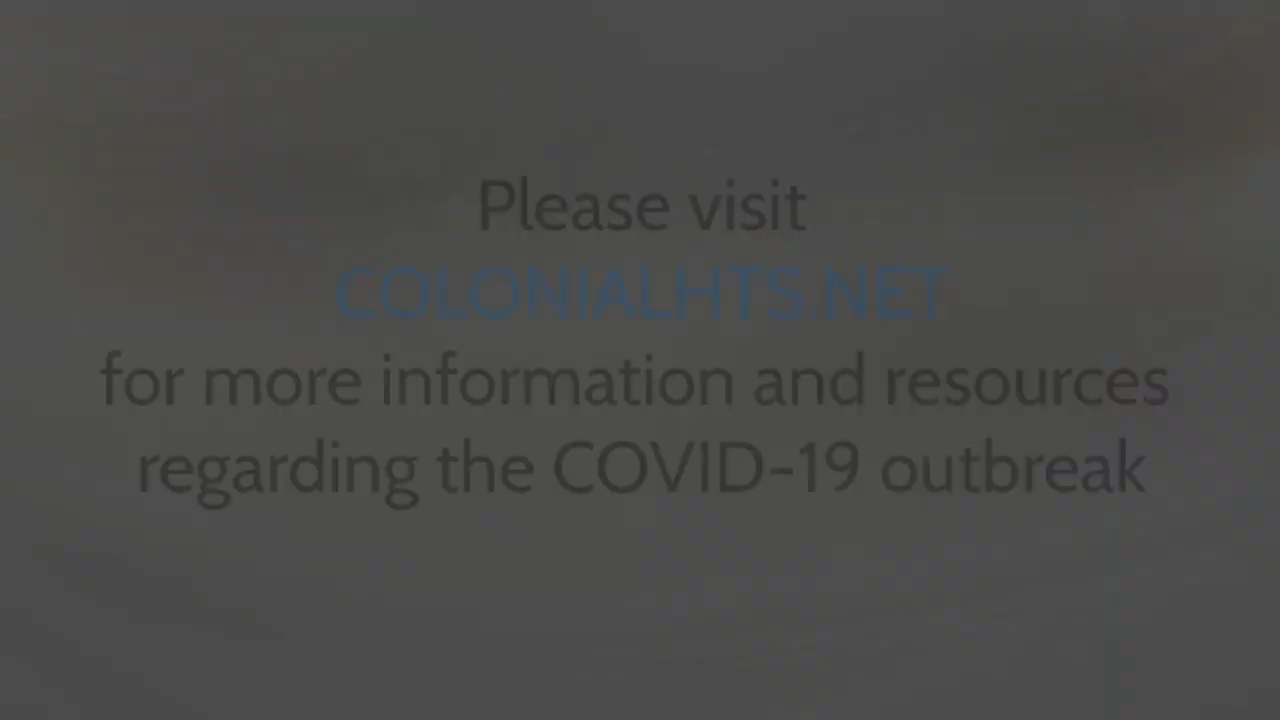 Please visit
COLONIALHTS.NET
for more information and resources
regarding the COVID-19 outbreak